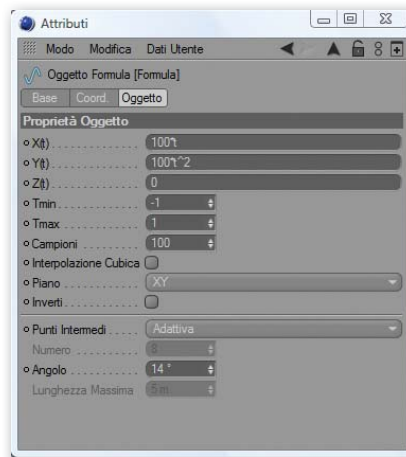 Attributi
Modo Modifica Dati Utente
Oggetto Formula [Formula]
Base Coord. Oggetto
Proprietà Oggetto
X(t) 100*t
Y(t) 100*t^2
Z(t) 0
Tmin -1
Tmax 1
Campioni 100
Interpolazione Cubica
Piano XY
Inverti
Punti Intermedi Adattiva
Numero 8
Angolo 14 °
Lunghezza Massima 5 m